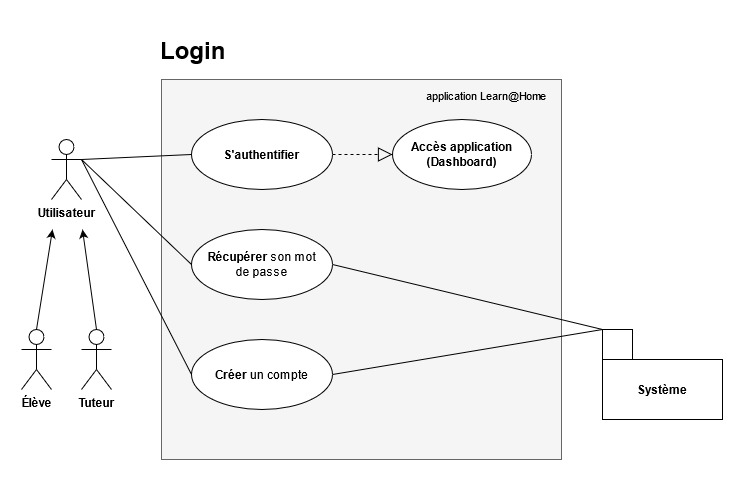 Login
application Learn@Home
S'authentifier
Accès application
(Dashboard)
Utilisateur
Récupérer son mot
de passe
Créer un compte
Système
Élève
Tuteur